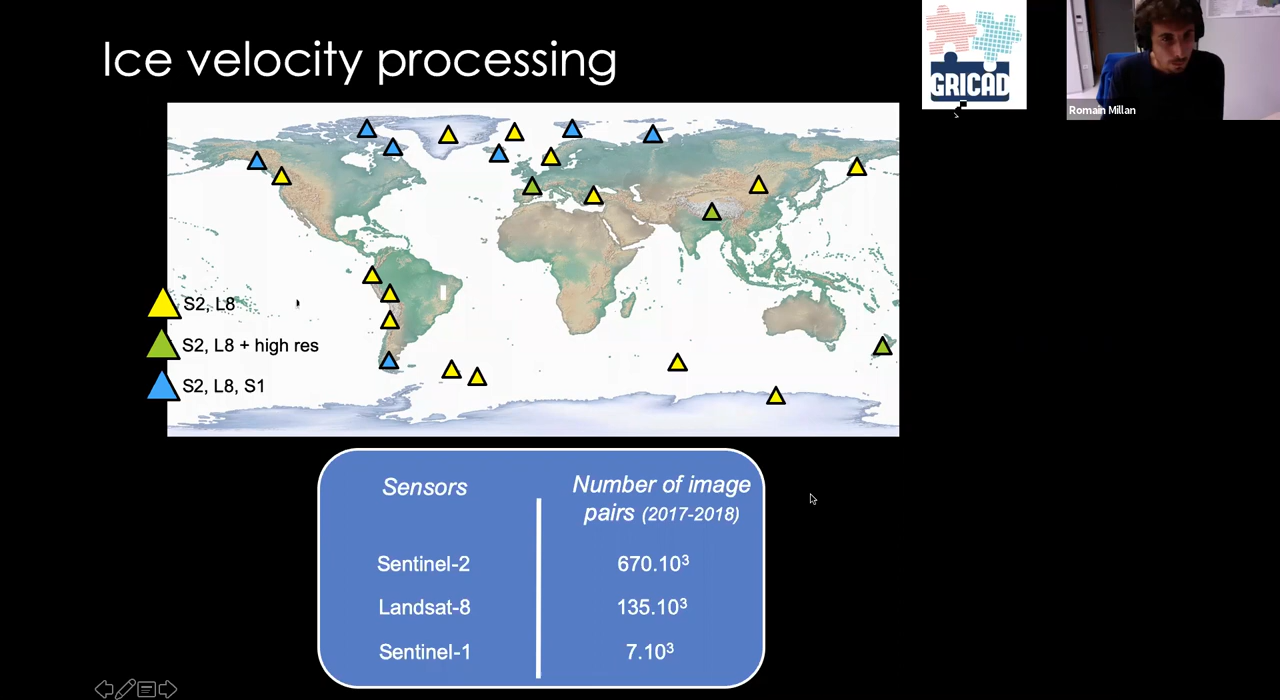 Ice velocity processing
GRICAD
Romain Millan
S2, L8
S2, L8 + high res
S2, L8, S1
Sensors
Number of image
pairs (2017-2018)
Sentinel-2
670.10³
Landsat-8
135.10³
Sentinel-1
7.10³